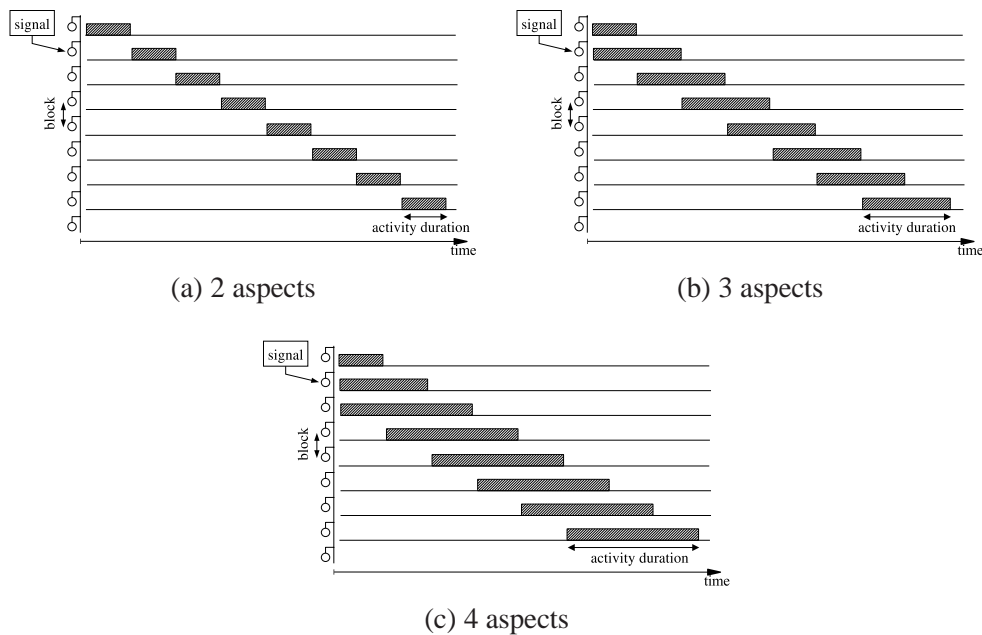 signal
block
activity duration
time
(a) 2 aspects
signal
block
activity duration
time
(b) 3 aspects
signal
block
activity duration
time
(c) 4 aspects